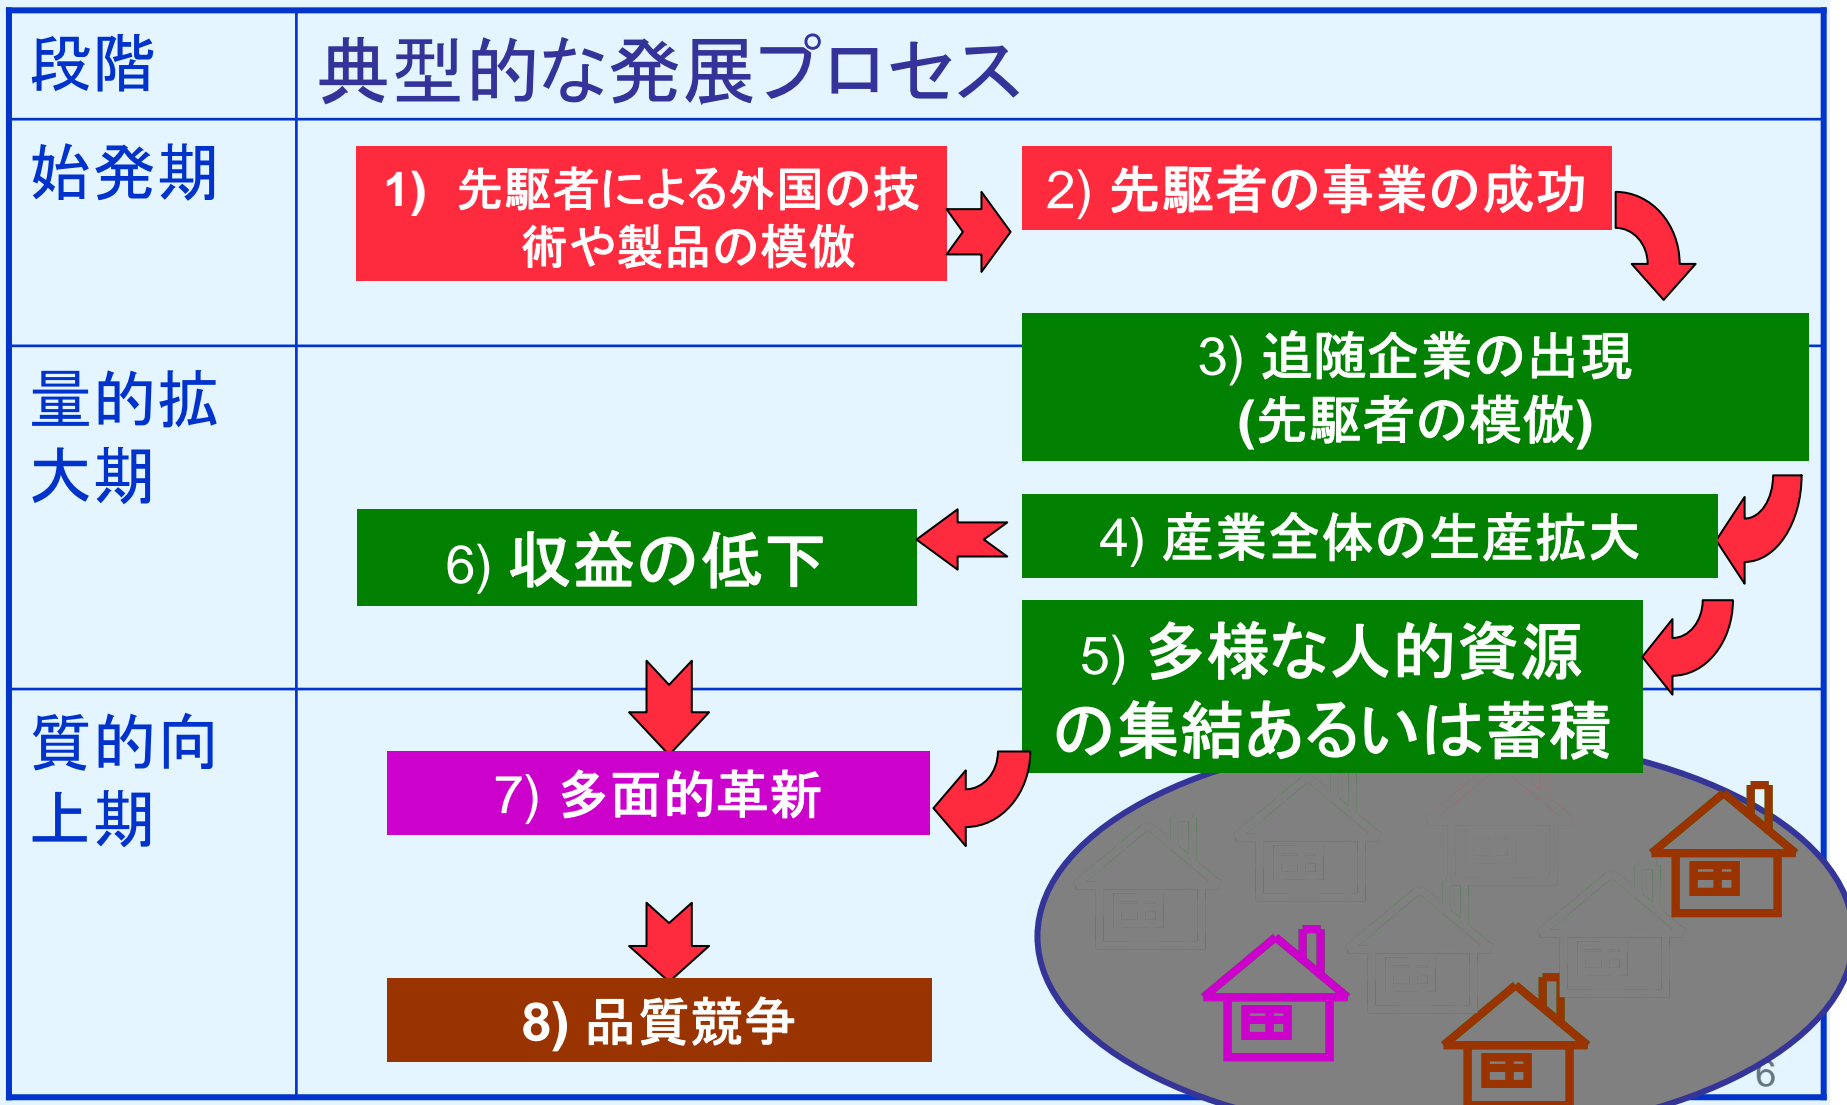 段階
典型的な発展プロセス
始発期
1) 先駆者による外国の技
術や製品の模倣
2) 先駆者の事業の成功
量的拡
大期
3) 追随企業の出現
(先駆者の模倣)
4) 産業全体の生産拡大
6) 収益の低下
5) 多様な人的資源
の集結あるいは蓄積
質的向
上期
7) 多面的革新
8) 品質競争
6